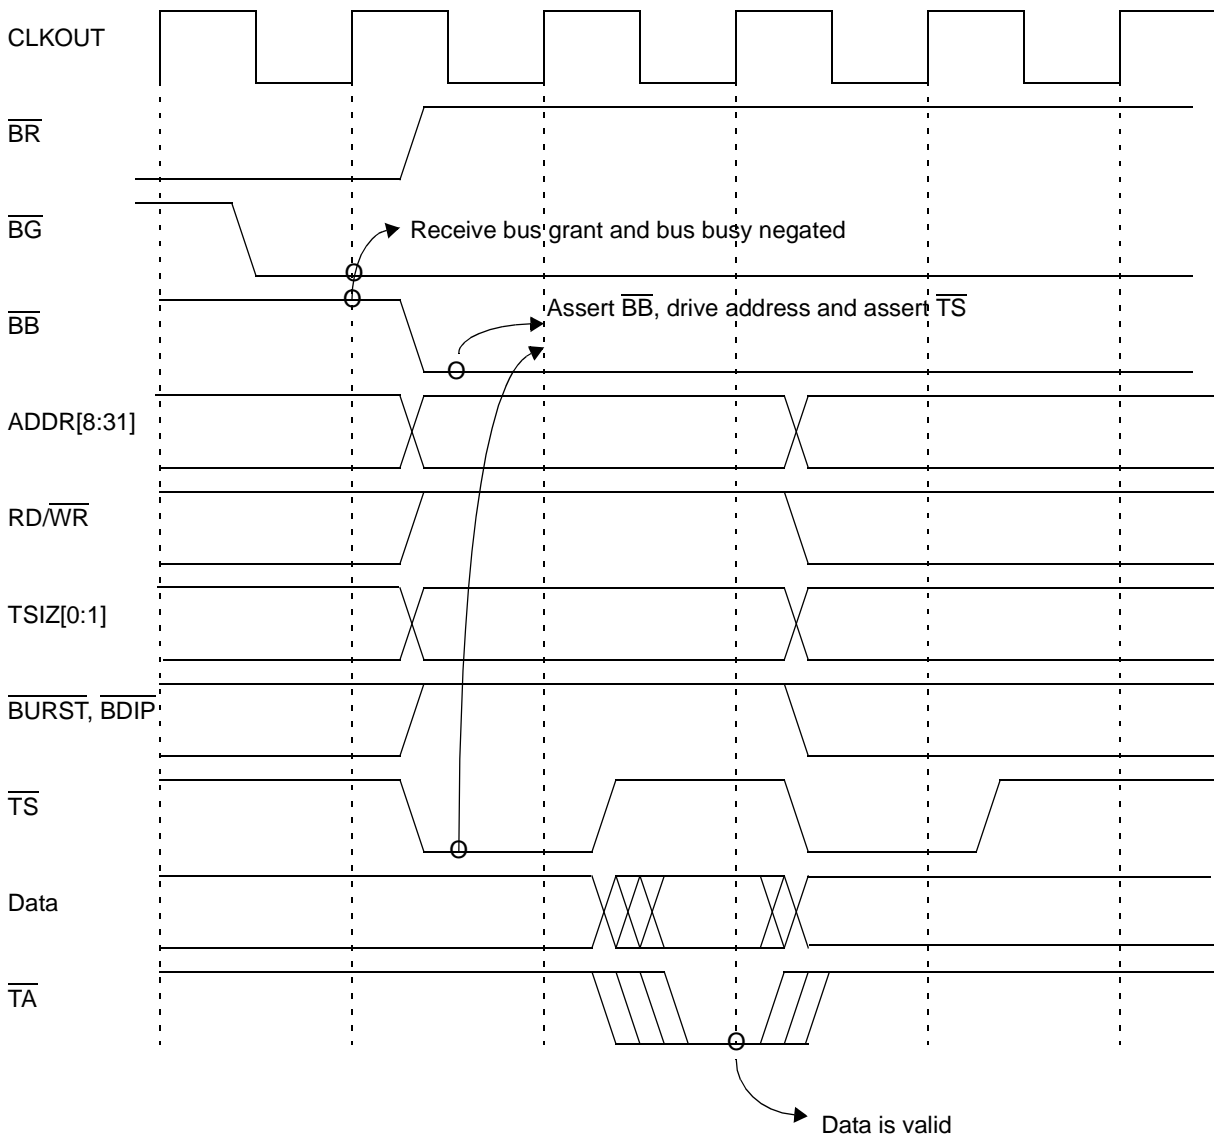 CLKOUT
BR
BG
Receive bus grant and bus busy negated
BB
Assert BB, drive address and assert TS
ADDR[8:31]
RD/WR
TSIZ[0:1]
BURST, BDIP
TS
Data
TA
Data is valid